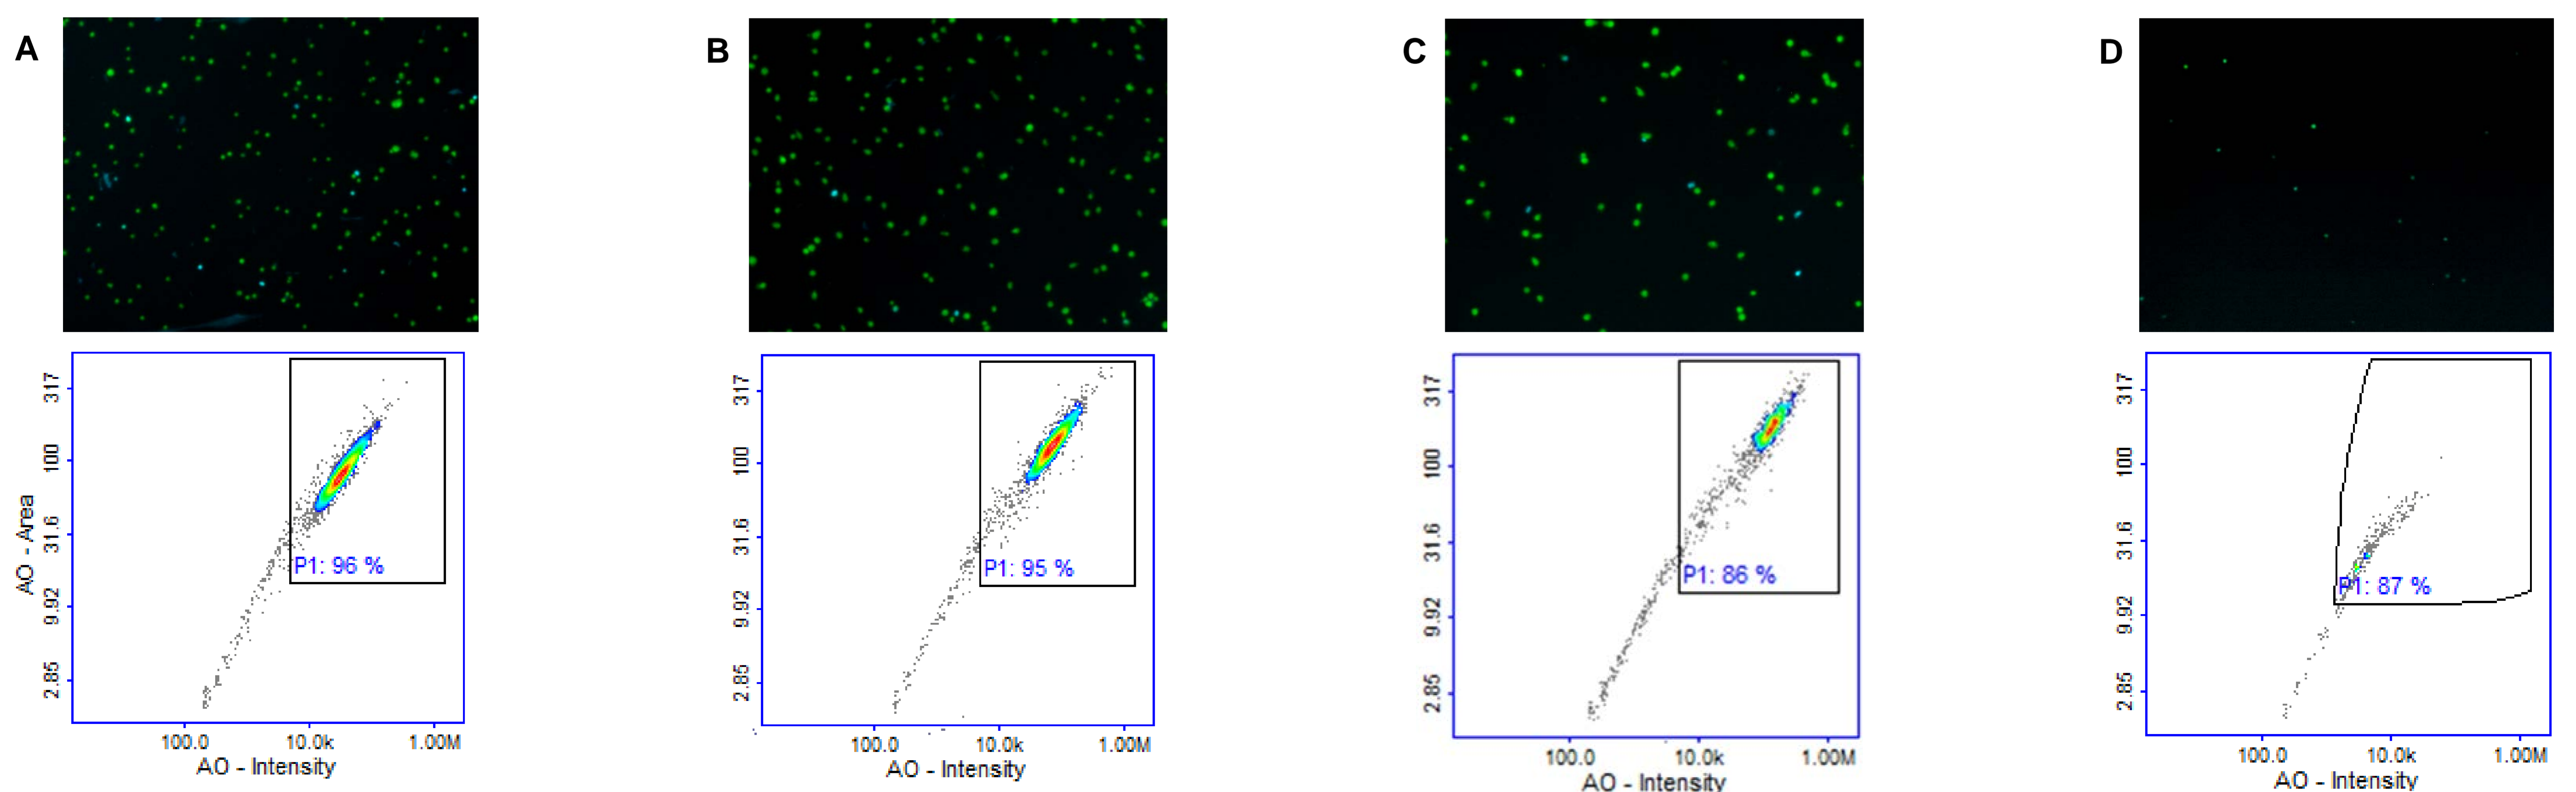 A
B
C
D
AO - Area
317
100
31.6
9.92
2.85
P1: 96 %
100.0
10.0k
1.00M
AO - Intensity
317
100
31.6
9.92
2.85
P1: 95 %
100.0
10.0k
1.00M
AO - Intensity
317
100
31.6
9.92
2.85
P1: 86 %
100.0
10.0k
1.00M
AO - Intensity
317
100
31.6
9.92
2.85
P1: 87 %
100.0
10.0k
1.00M
AO - Intensity